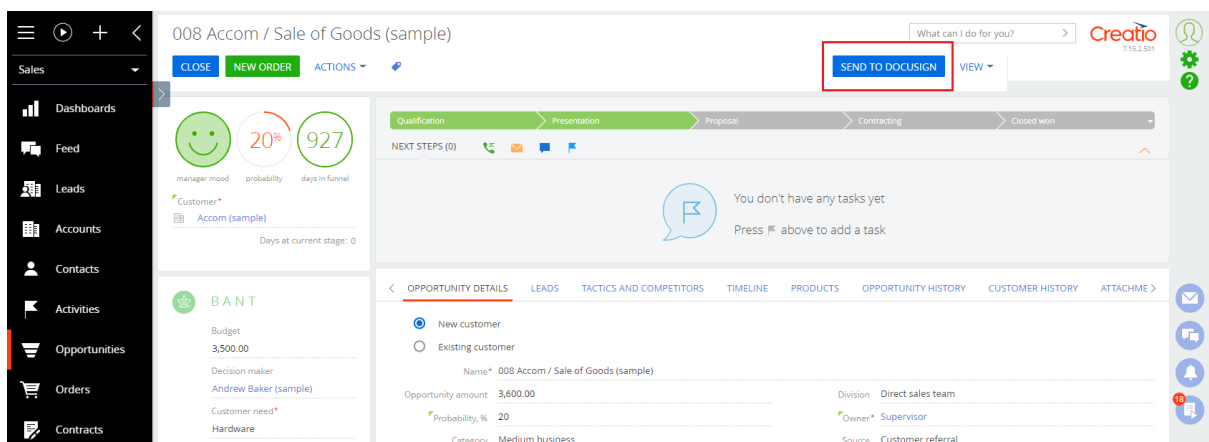 008 Accom / Sale of Goods (sample)
What can I do for you?
Creatio
7.15.2.501
CLOSE
NEW ORDER
ACTIONS
SEND TO DOCUSIGN
VIEW
Sales
Dashboards
Feed
Leads
Accounts
Contacts
Activities
Opportunities
Orders
Contracts
20%
927
manager mood
probability
days in funnel
Customer*
Accom (sample)
Days at current stage: 0
BANT
Budget
3,500.00
Decision maker
Andrew Baker (sample)
Customer need*
Hardware
Qualification
Presentation
Proposal
Contracting
Closed won
NEXT STEPS (0)
You don't have any tasks yet
Press above to add a task
OPPORTUNITY DETAILS
LEADS
TACTICS AND COMPETITORS
TIMELINE
PRODUCTS
OPPORTUNITY HISTORY
CUSTOMER HISTORY
ATTACHME
New customer
Existing customer
Name* 008 Accom / Sale of Goods (sample)
Opportunity amount 3,600.00
Division Direct sales team
Probability, % 20
Owner* Supervisor
Category Medium business
Source Customer referral
18